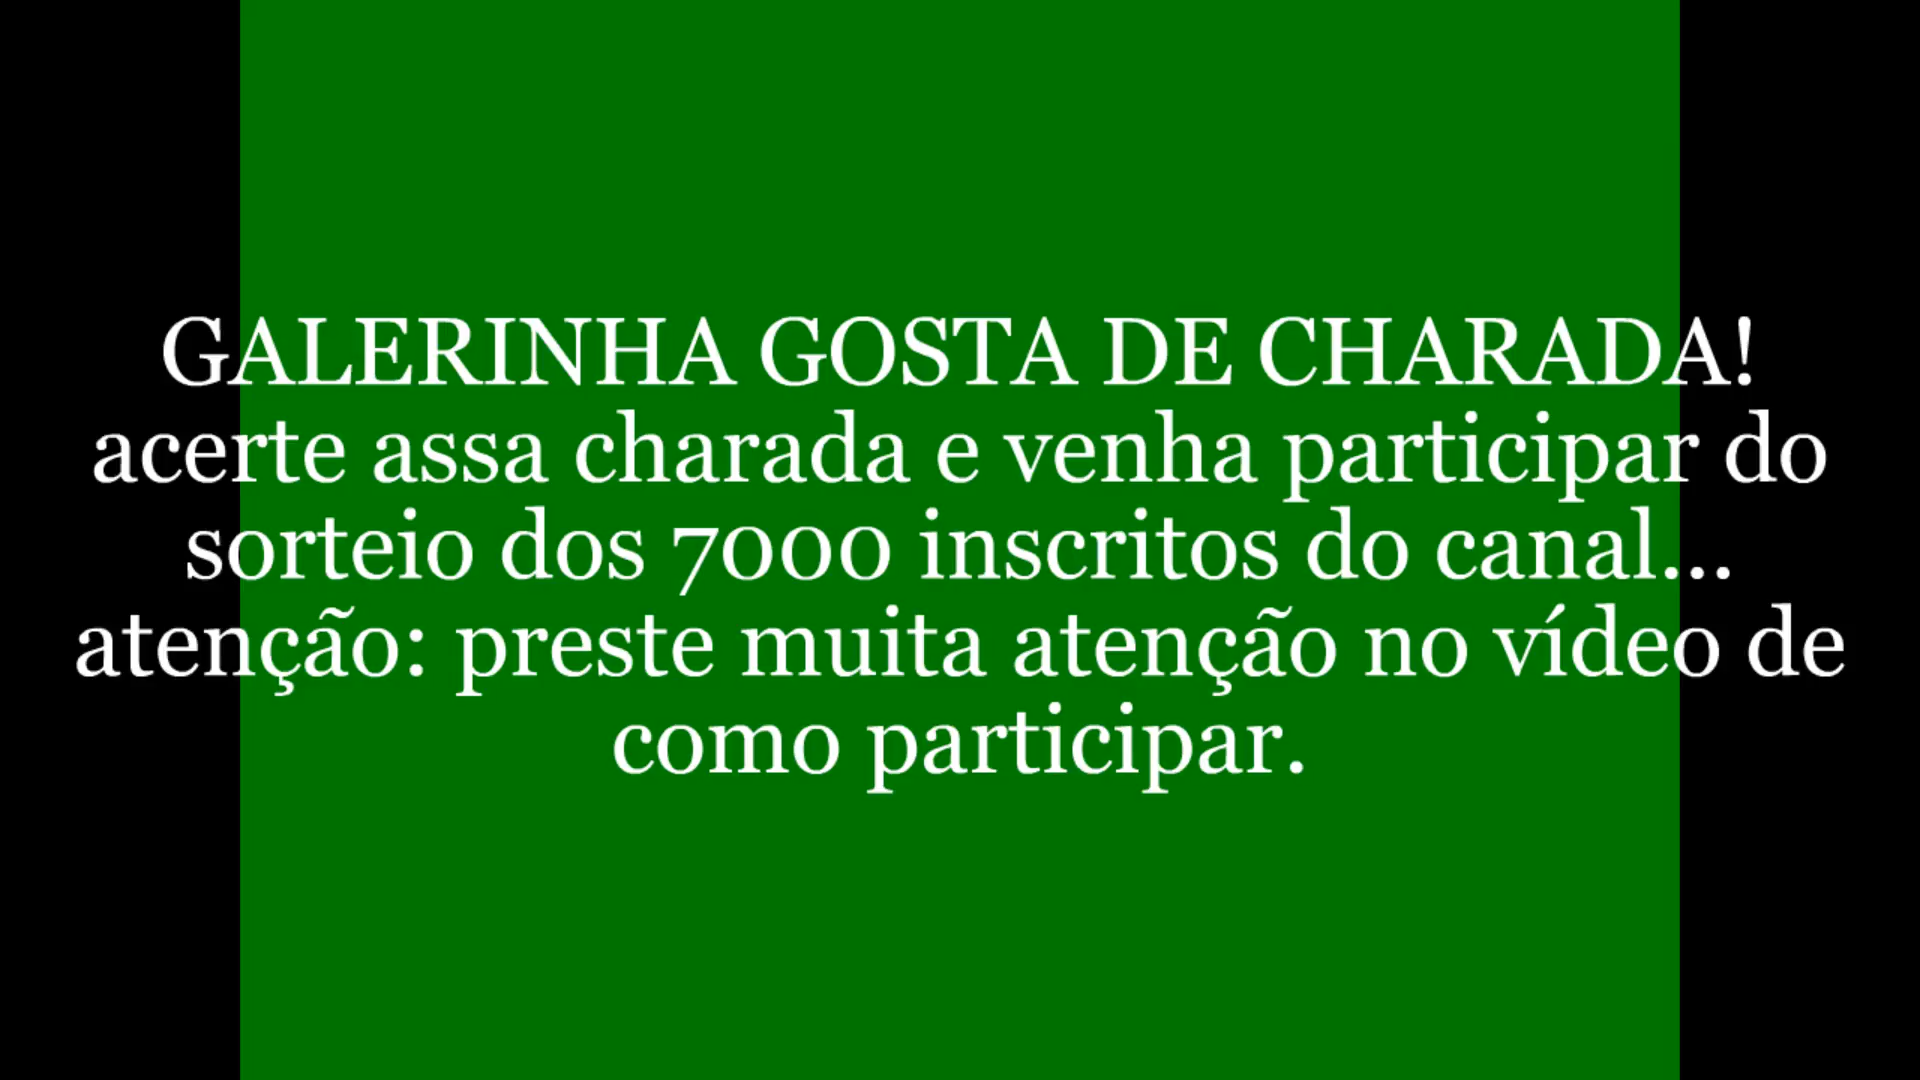 GALERINHA GOSTA DE CHARADA!
acerte assa charada e venha participar do
sorteio dos 7000 inscritos do canal...
atenção: preste muita atenção no vídeo de
como participar.